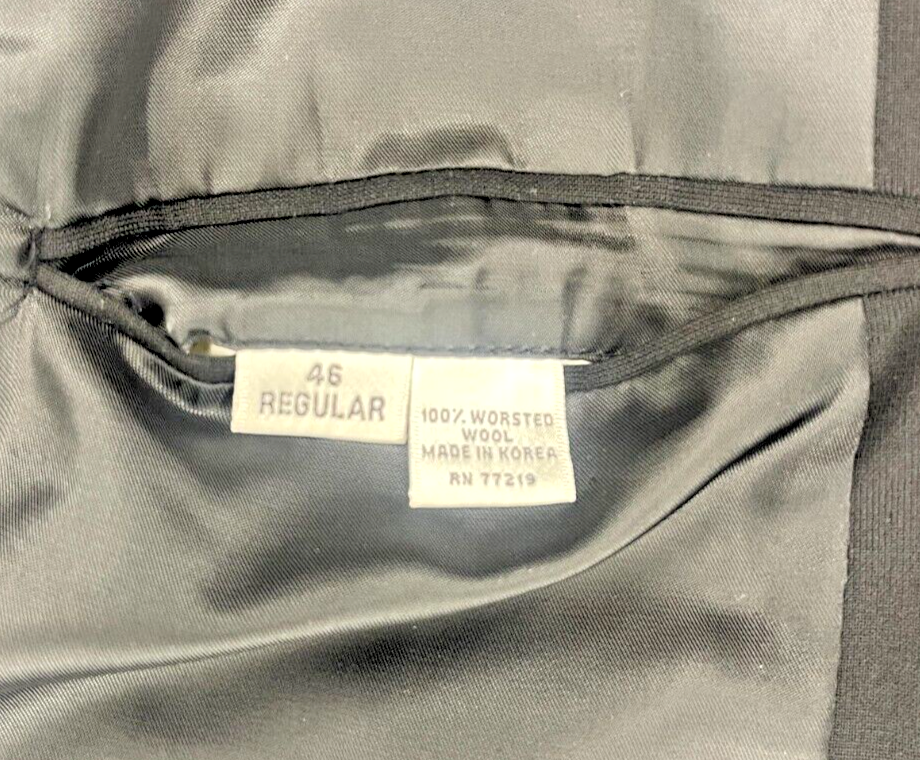 46
REGULAR
100% WORSTED
WOOL
MADE IN KOREA
RN 77219